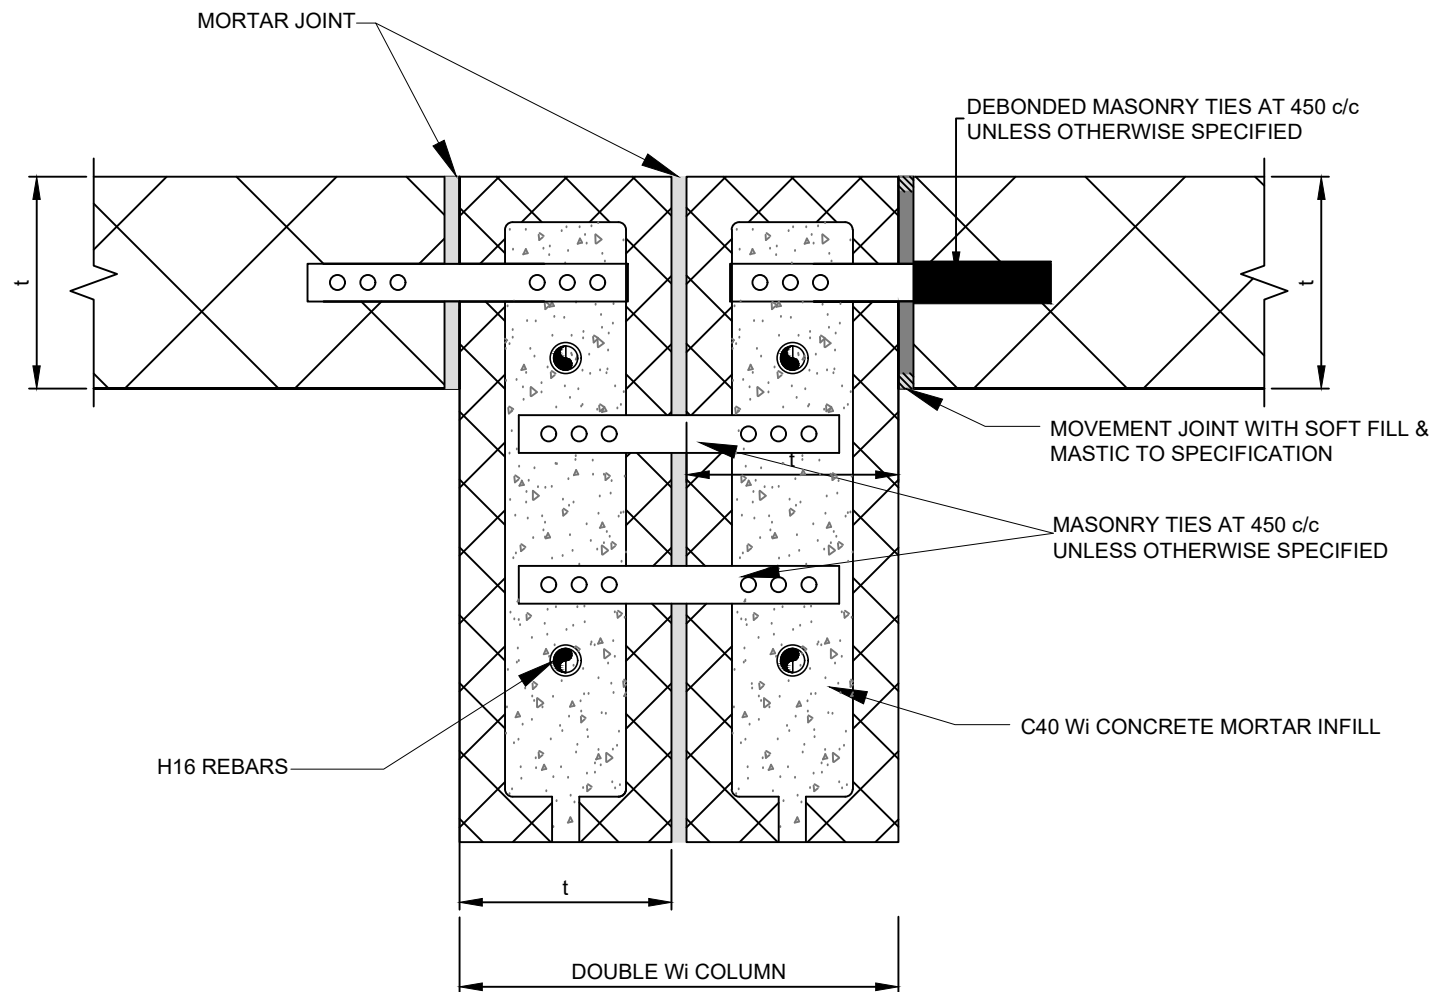 MORTAR JOINT
DEBONDED MASONRY TIES AT 450 c/c
UNLESS OTHERWISE SPECIFIED
t
t
MOVEMENT JOINT WITH SOFT FILL &
MASTIC TO SPECIFICATION
t
MASONRY TIES AT 450 c/c
UNLESS OTHERWISE SPECIFIED
C40 Wi CONCRETE MORTAR INFILL
H16 REBARS
t
DOUBLE Wi COLUMN